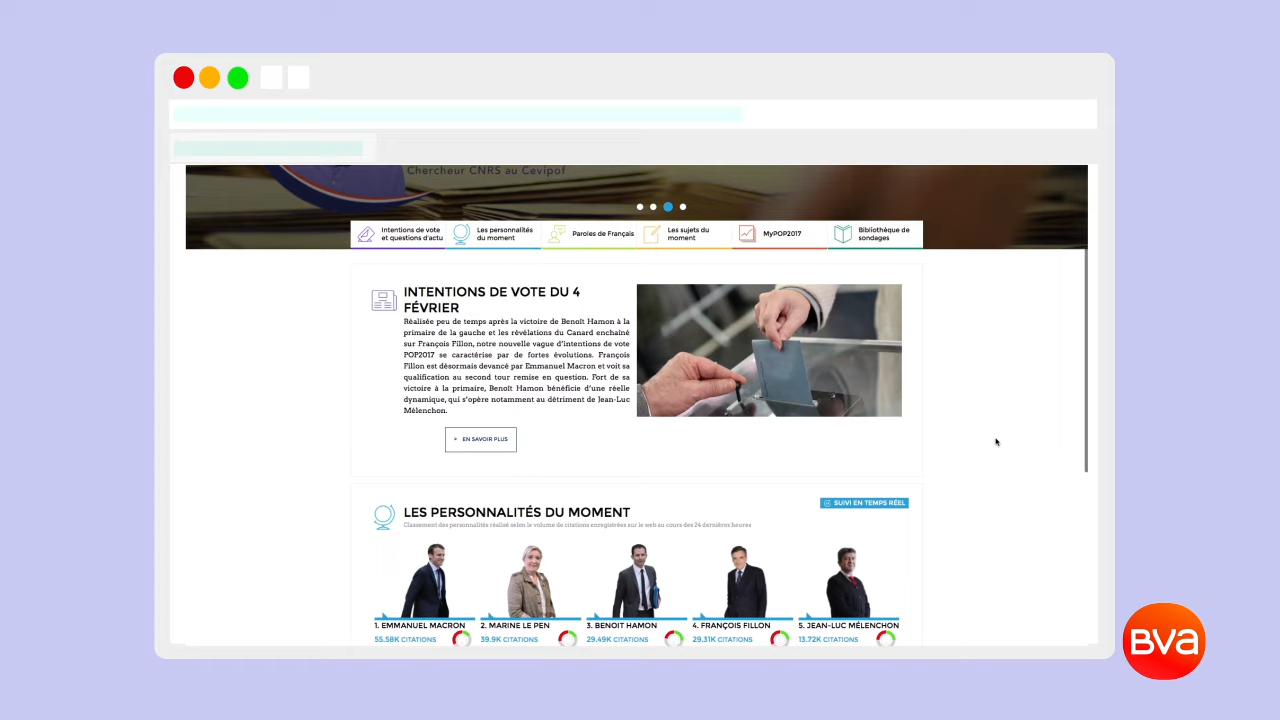 Chercheur CNRS au Cevipof
Intentions de vote
et questions d'actu
Les personnalités
du moment
Paroles de Français
Les sujets du
moment
MyPOP2017
Bibliothèque de
sondages
INTENTIONS DE VOTE DU 4
FÉVRIER
Réalisée peu de temps après la victoire de Benoît Hamon à la
primaire de la gauche et les révélations du Canard enchaîné
sur François Fillon, notre nouvelle vague d'intentions de vote
POP2017 se caractérise par de fortes évolutions. François
Fillon est désormais devancé par Emmanuel Macron et voit sa
qualification au second tour remise en question. Fort de sa
victoire à la primaire, Benoît Hamon bénéficie d'une réelle
dynamique, qui s'opère notamment au détriment de Jean-Luc
Mélenchon.
> EN SAVOIR PLUS
SUIVI EN TEMPS RÉEL
LES PERSONNALITÉS DU MOMENT
Classement des personnalités réalisé selon le volume de citations enregistrées sur le web au cours des 24 dernières heures
1. EMMANUEL MACRON
55.58K CITATIONS
2. MARINE LE PEN
39.9K CITATIONS
3. BENOIT HAMON
29.49K CITATIONS
4. FRANÇOIS FILLON
29.31K CITATIONS
5. JEAN-LUC MÉLENCHON
13.72K CITATIONS
BVA